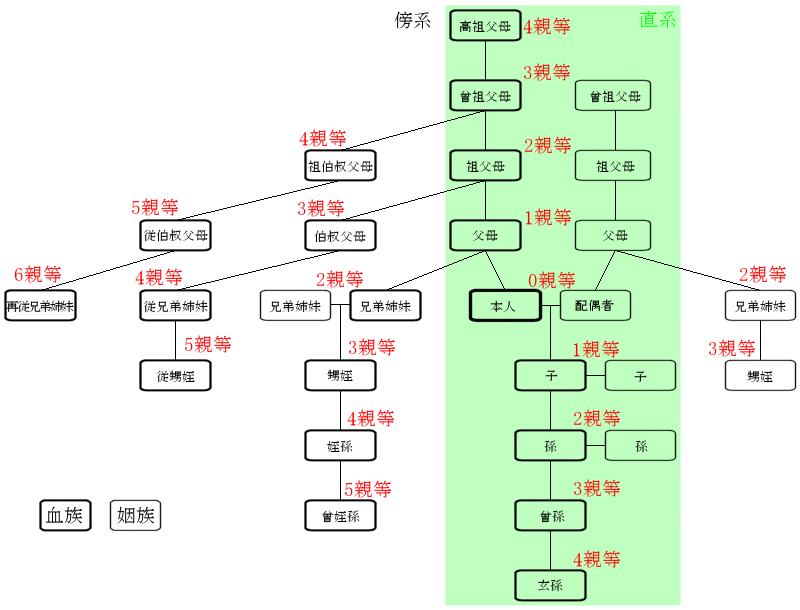 傍系
高祖父母
4親等
直系
3親等
曾祖父母
曾祖父母
4親等
2親等
祖伯叔父母
祖父母
祖父母
5親等
3親等
1親等
従伯叔父母
伯叔父母
父母
父母
6親等
4親等
2親等
0親等
2親等
再従兄弟姉妹
従兄弟姉妹
兄弟姉妹
兄弟姉妹
本人
配偶者
兄弟姉妹
5親等
3親等
1親等
3親等
従甥姪
甥姪
子
子
甥姪
4親等
2親等
姪孫
孫
孫
5親等
3親等
血族
姻族
曾姪孫
曾孫
4親等
玄孫